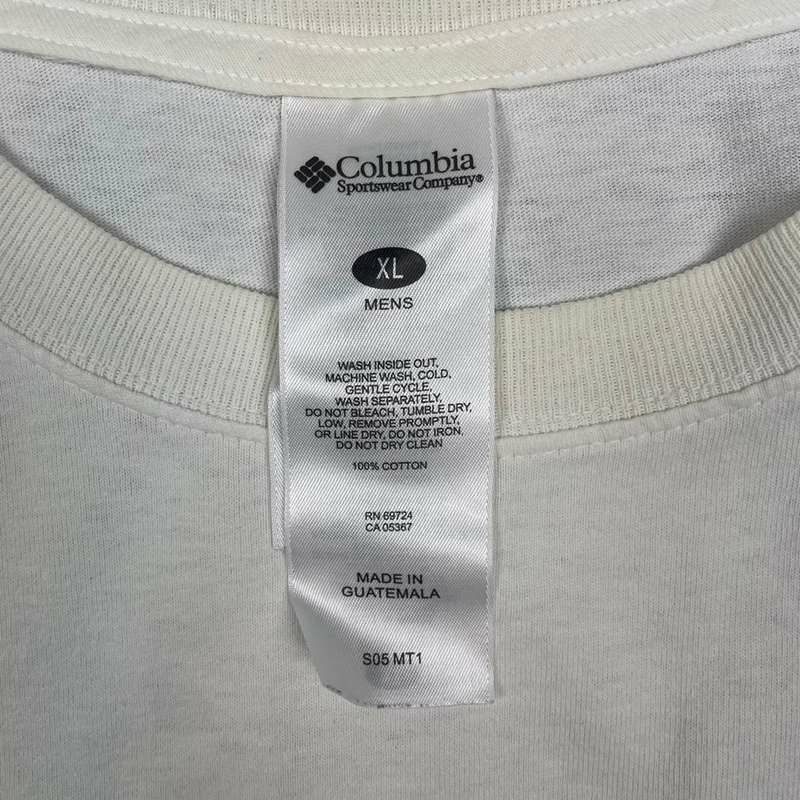 Columbia
Sportswear Company®
XL
MENS
WASH INSIDE OUT,
MACHINE WASH, COLD,
GENTLE CYCLE,
WASH SEPARATELY,
DO NOT BLEACH, TUMBLE DRY,
LOW, REMOVE PROMPTLY,
OR LINE DRY, DO NOT IRON.
DO NOT DRY CLEAN
100% COTTON
RN 69724
CA 05367
MADE IN
GUATEMALA
S05 MT1